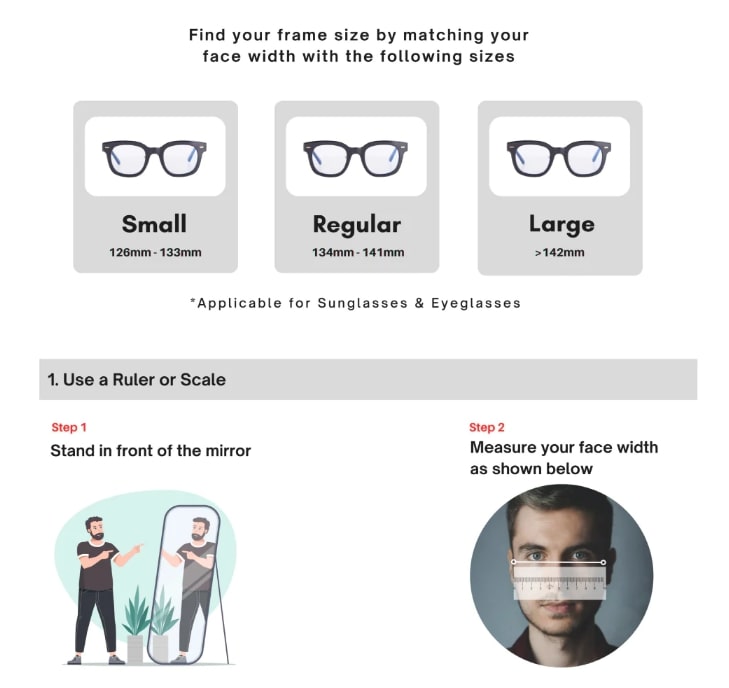 Find your frame size by matching your
face width with the following sizes
Small
126mm - 133mm
Regular
134mm - 141mm
Large
>142mm
*Applicable for Sunglasses & Eyeglasses
1. Use a Ruler or Scale
Step 1
Stand in front of the mirror
Step 2
Measure your face width
as shown below